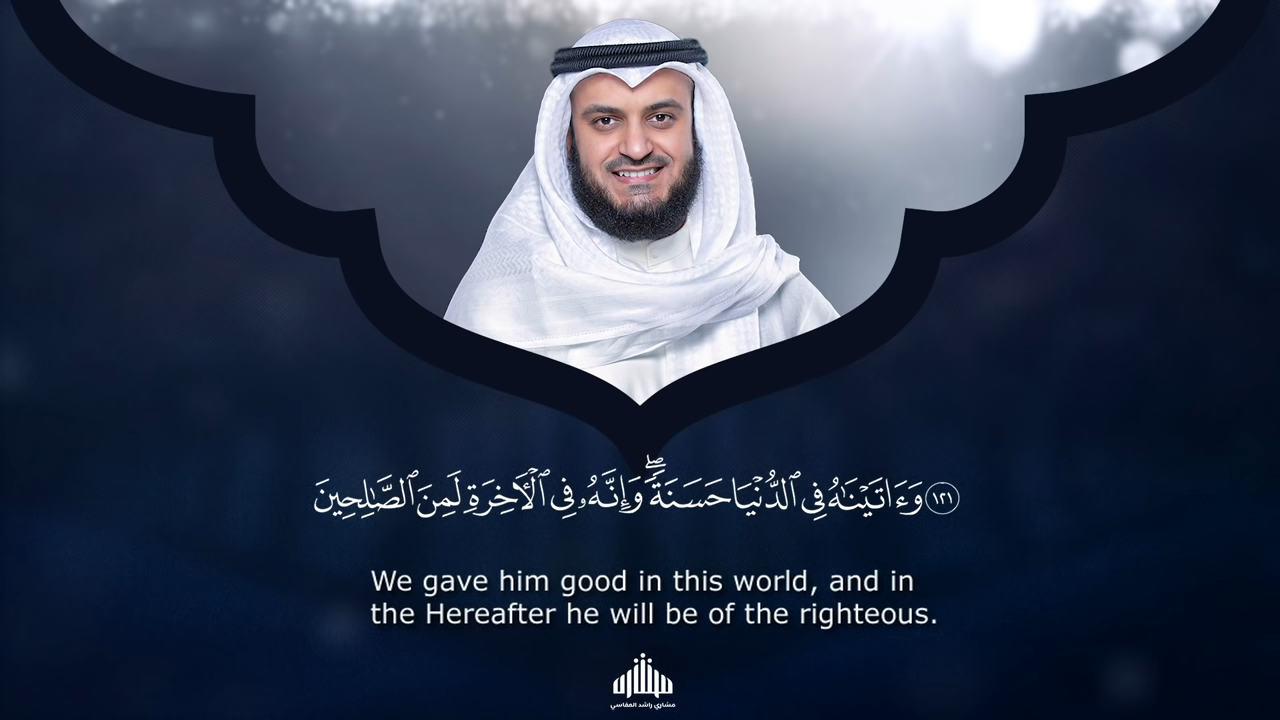 ١٢١ وَءَاتَيْنَـٰهُ فِى ٱلدُّنْيَا حَسَنَةًۖ وَإِنَّهُۥ فِى ٱلْأَخِرَةِ لَمِنَ ٱلصَّـٰلِحِينَ
We gave him good in this world, and in
the Hereafter he will be of the righteous.
مشاري راشد العفاسي